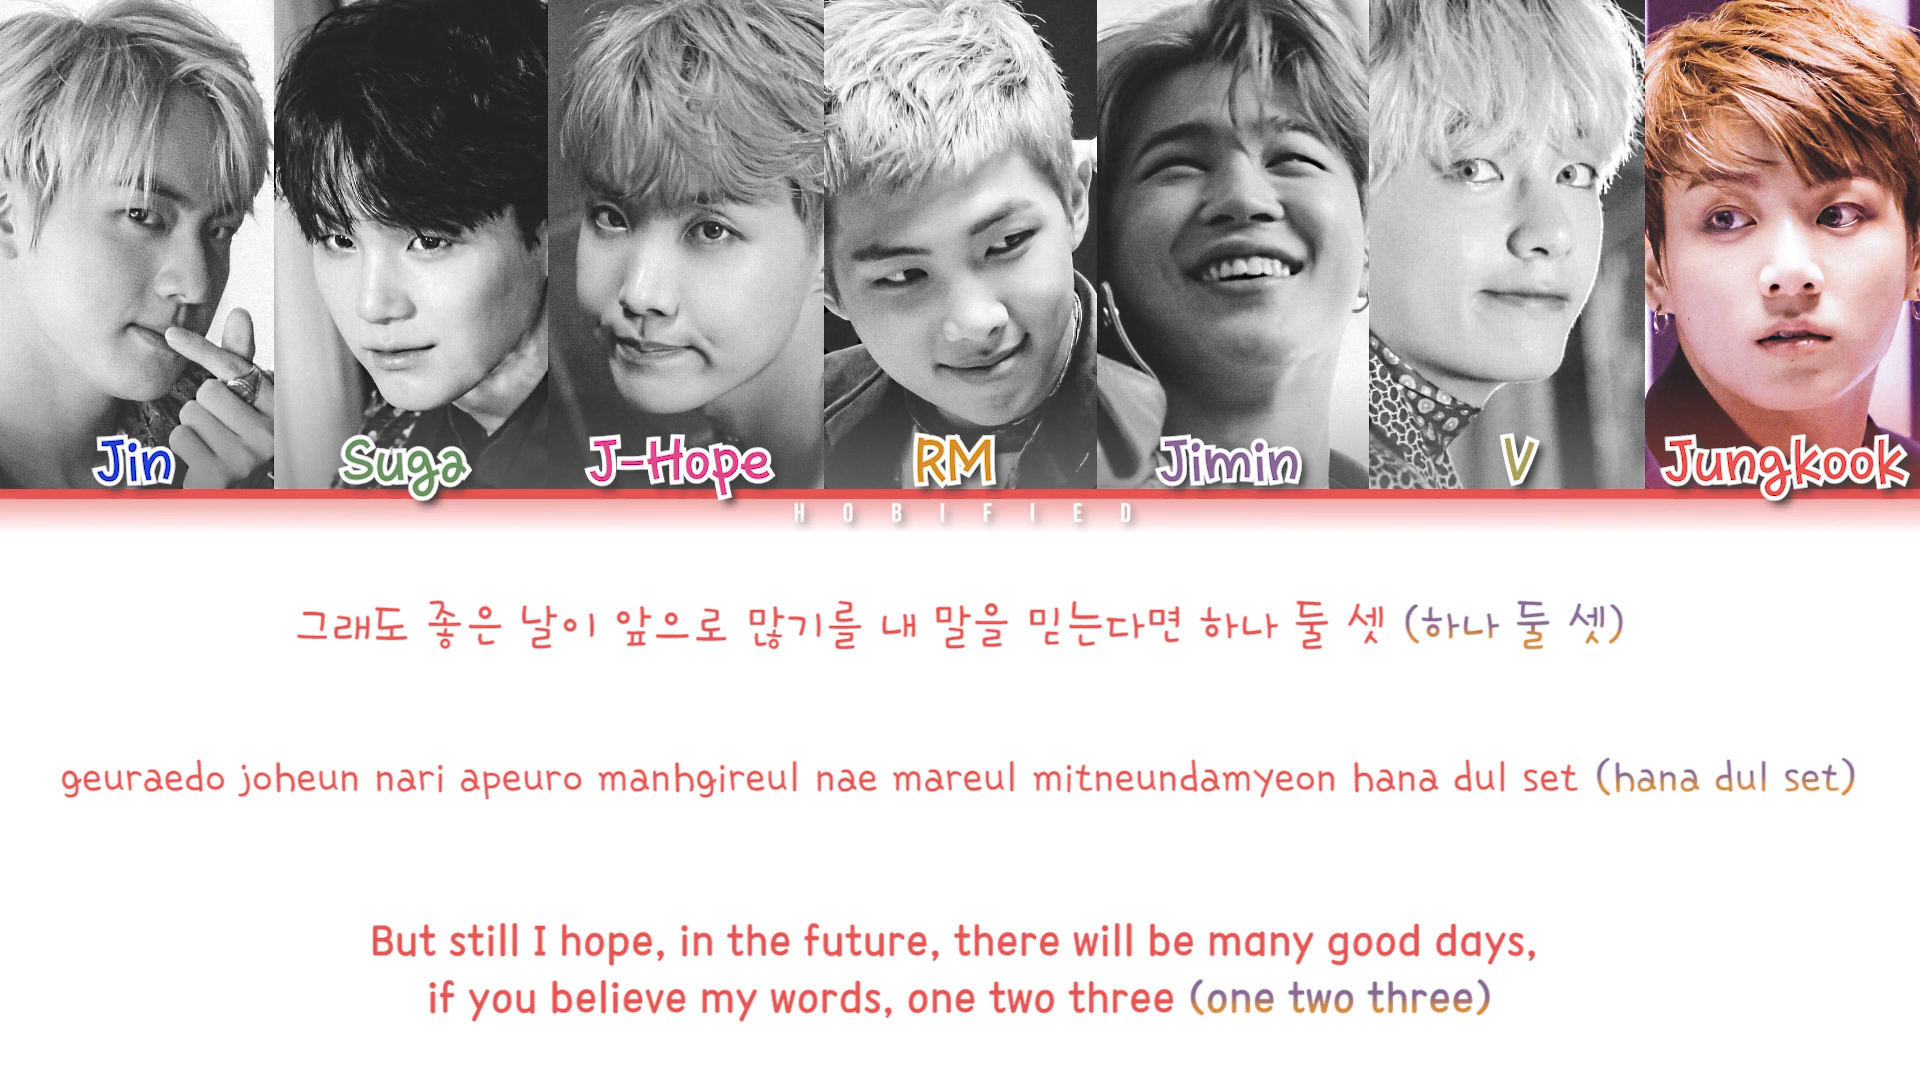 Jin
Suga
J-Hope
RM
Jimin
V
Jungkook
HOBIFIED
그래도 좋은 날이 앞으로 많기를 내 말을 믿는다면 하나 둘 셋 (하나 둘 셋)
geuraedo joheun nari apeuro manhgireul nae mareul mitneundamyeon hana dul set (hana dul set)
But still I hope, in the future, there will be many good days,
if you believe my words, one two three (one two three)